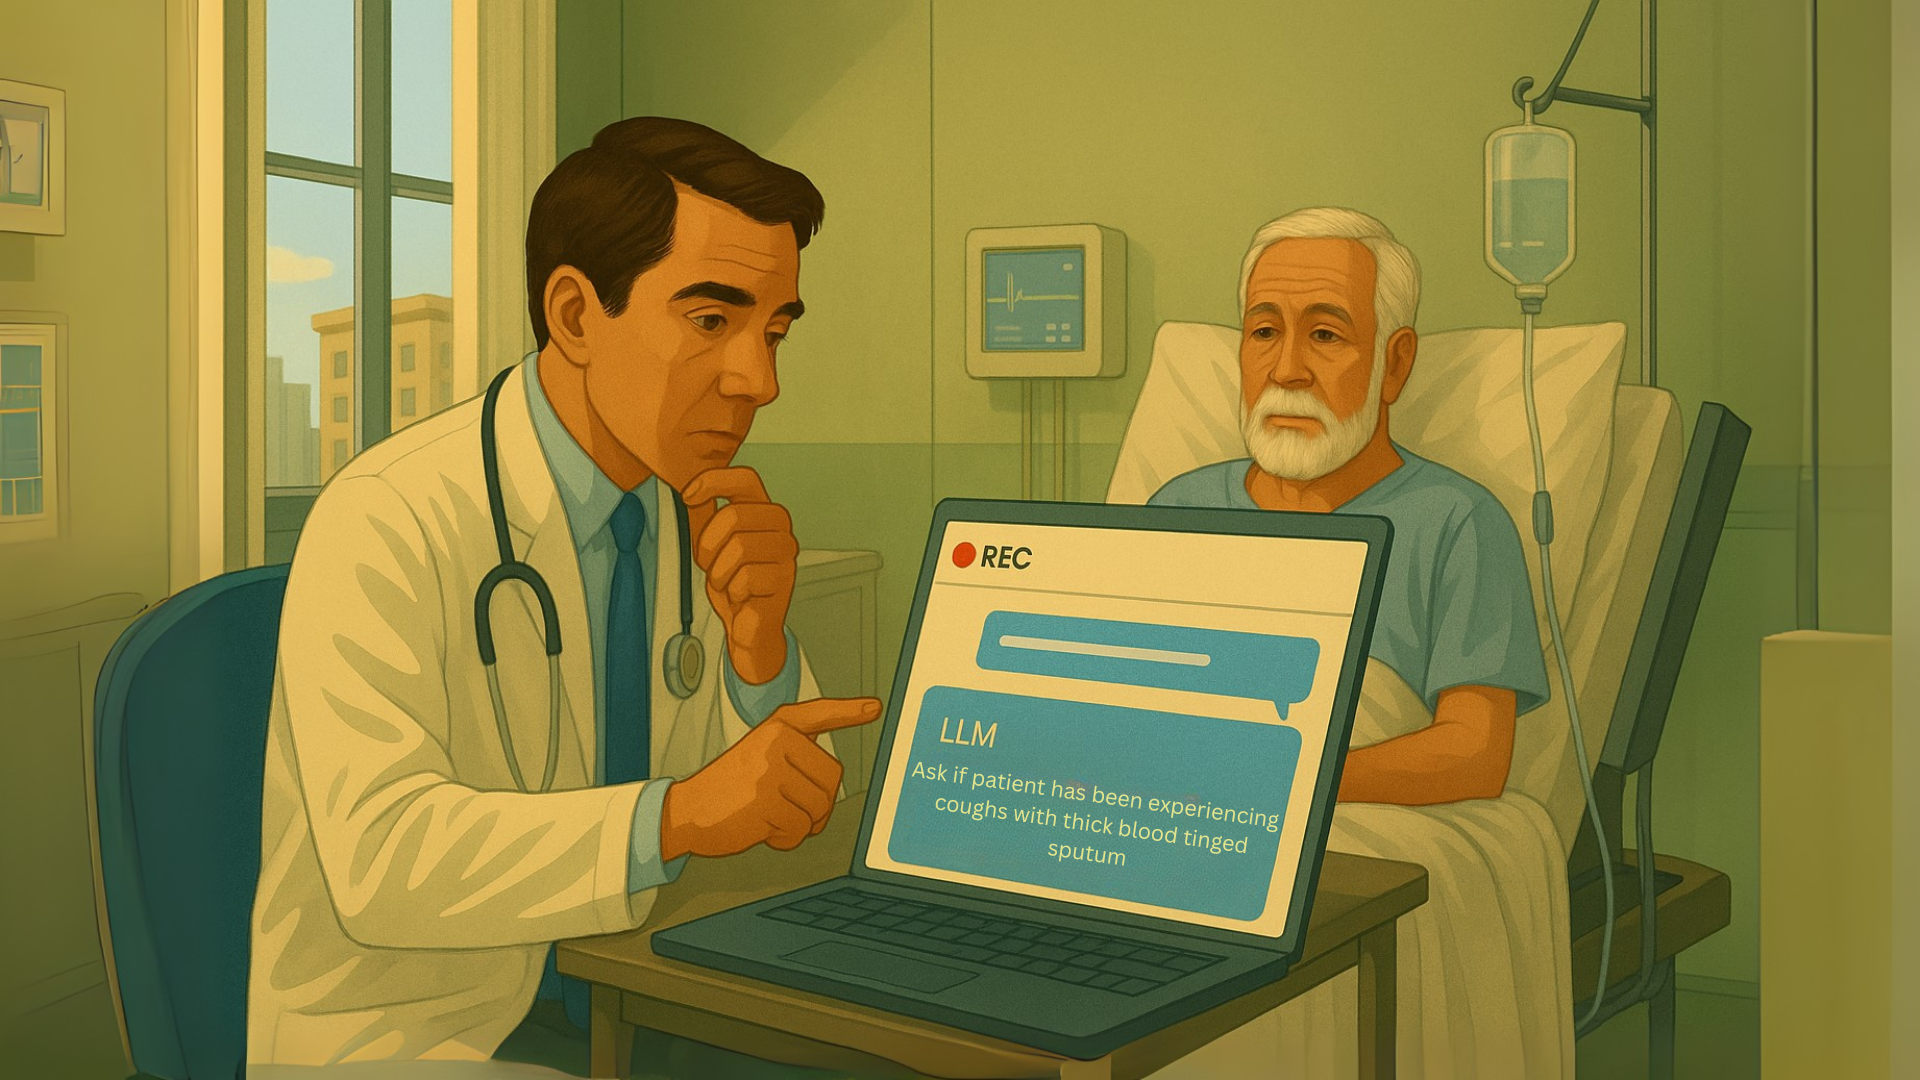 REC
LLM
Ask if patient has been experiencing
coughs with thick blood tinged
sputum